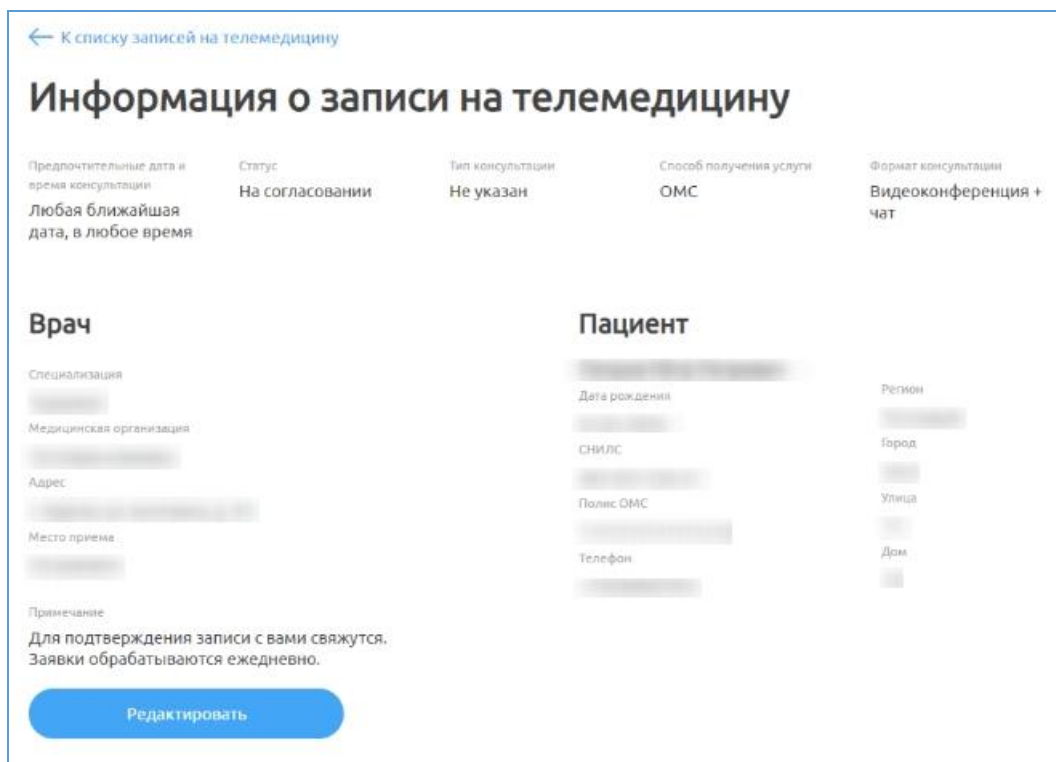 ← К списку записей на телемедицину
Информация о записи на телемедицину
Предпочтительные дата и
время консультации
Любая ближайшая
дата, в любое время
Статус
На согласовании
Тип консультации
Не указан
Способ получения услуги
ОМС
Формат консультации
Видеоконференция +
чат
Врач
Специализация
Медицинская организация
Адрес
Место приема
Примечание
Для подтверждения записи с вами свяжутся.
Заявки обрабатываются ежедневно.
Редактировать
Пациент
Дата рождения
СНИЛС
Полис ОМС
Телефон
Регион
Город
Улица
Дом